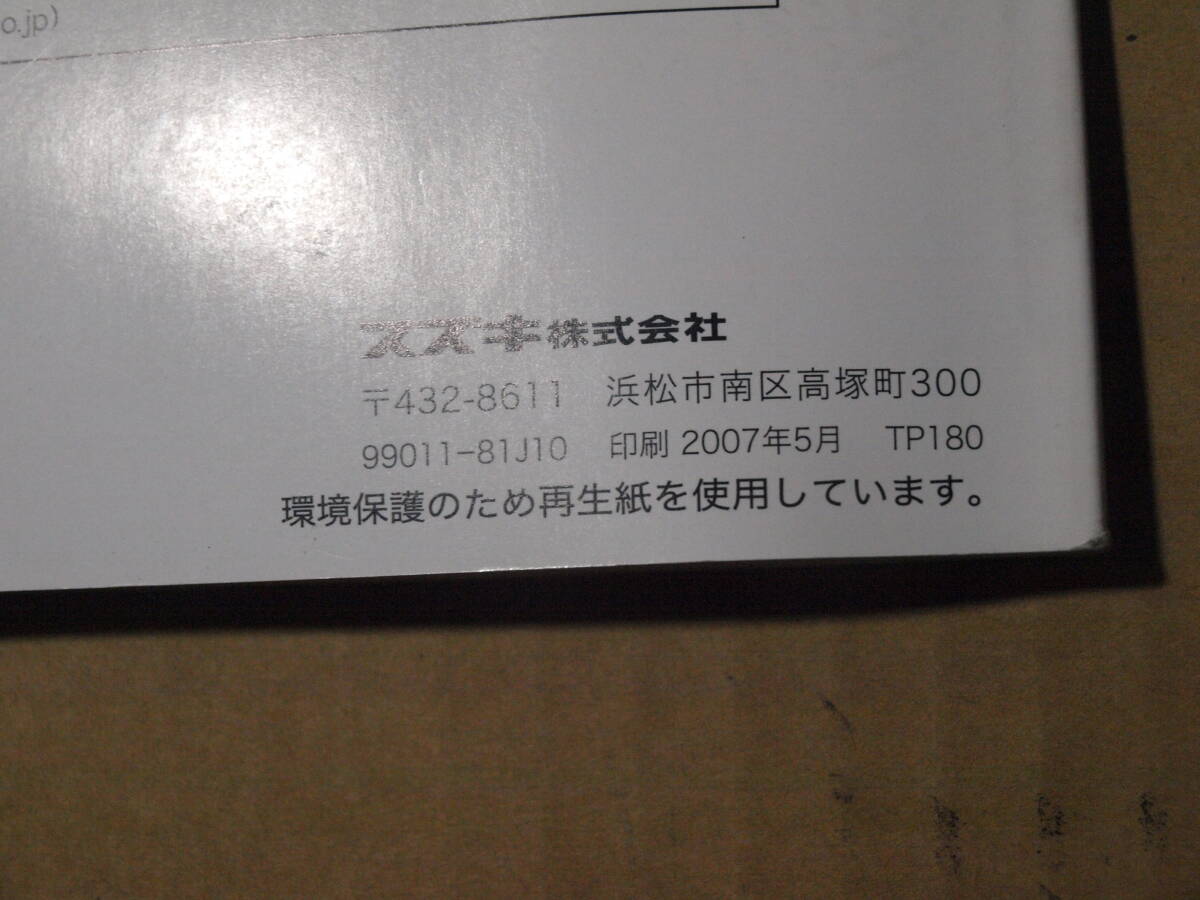 o.jp)
スズキ株式会社
〒432-8611 浜松市南区高塚町300
99011-81J10 印刷 2007年5月 TP180
環境保護のため再生紙を使用しています。